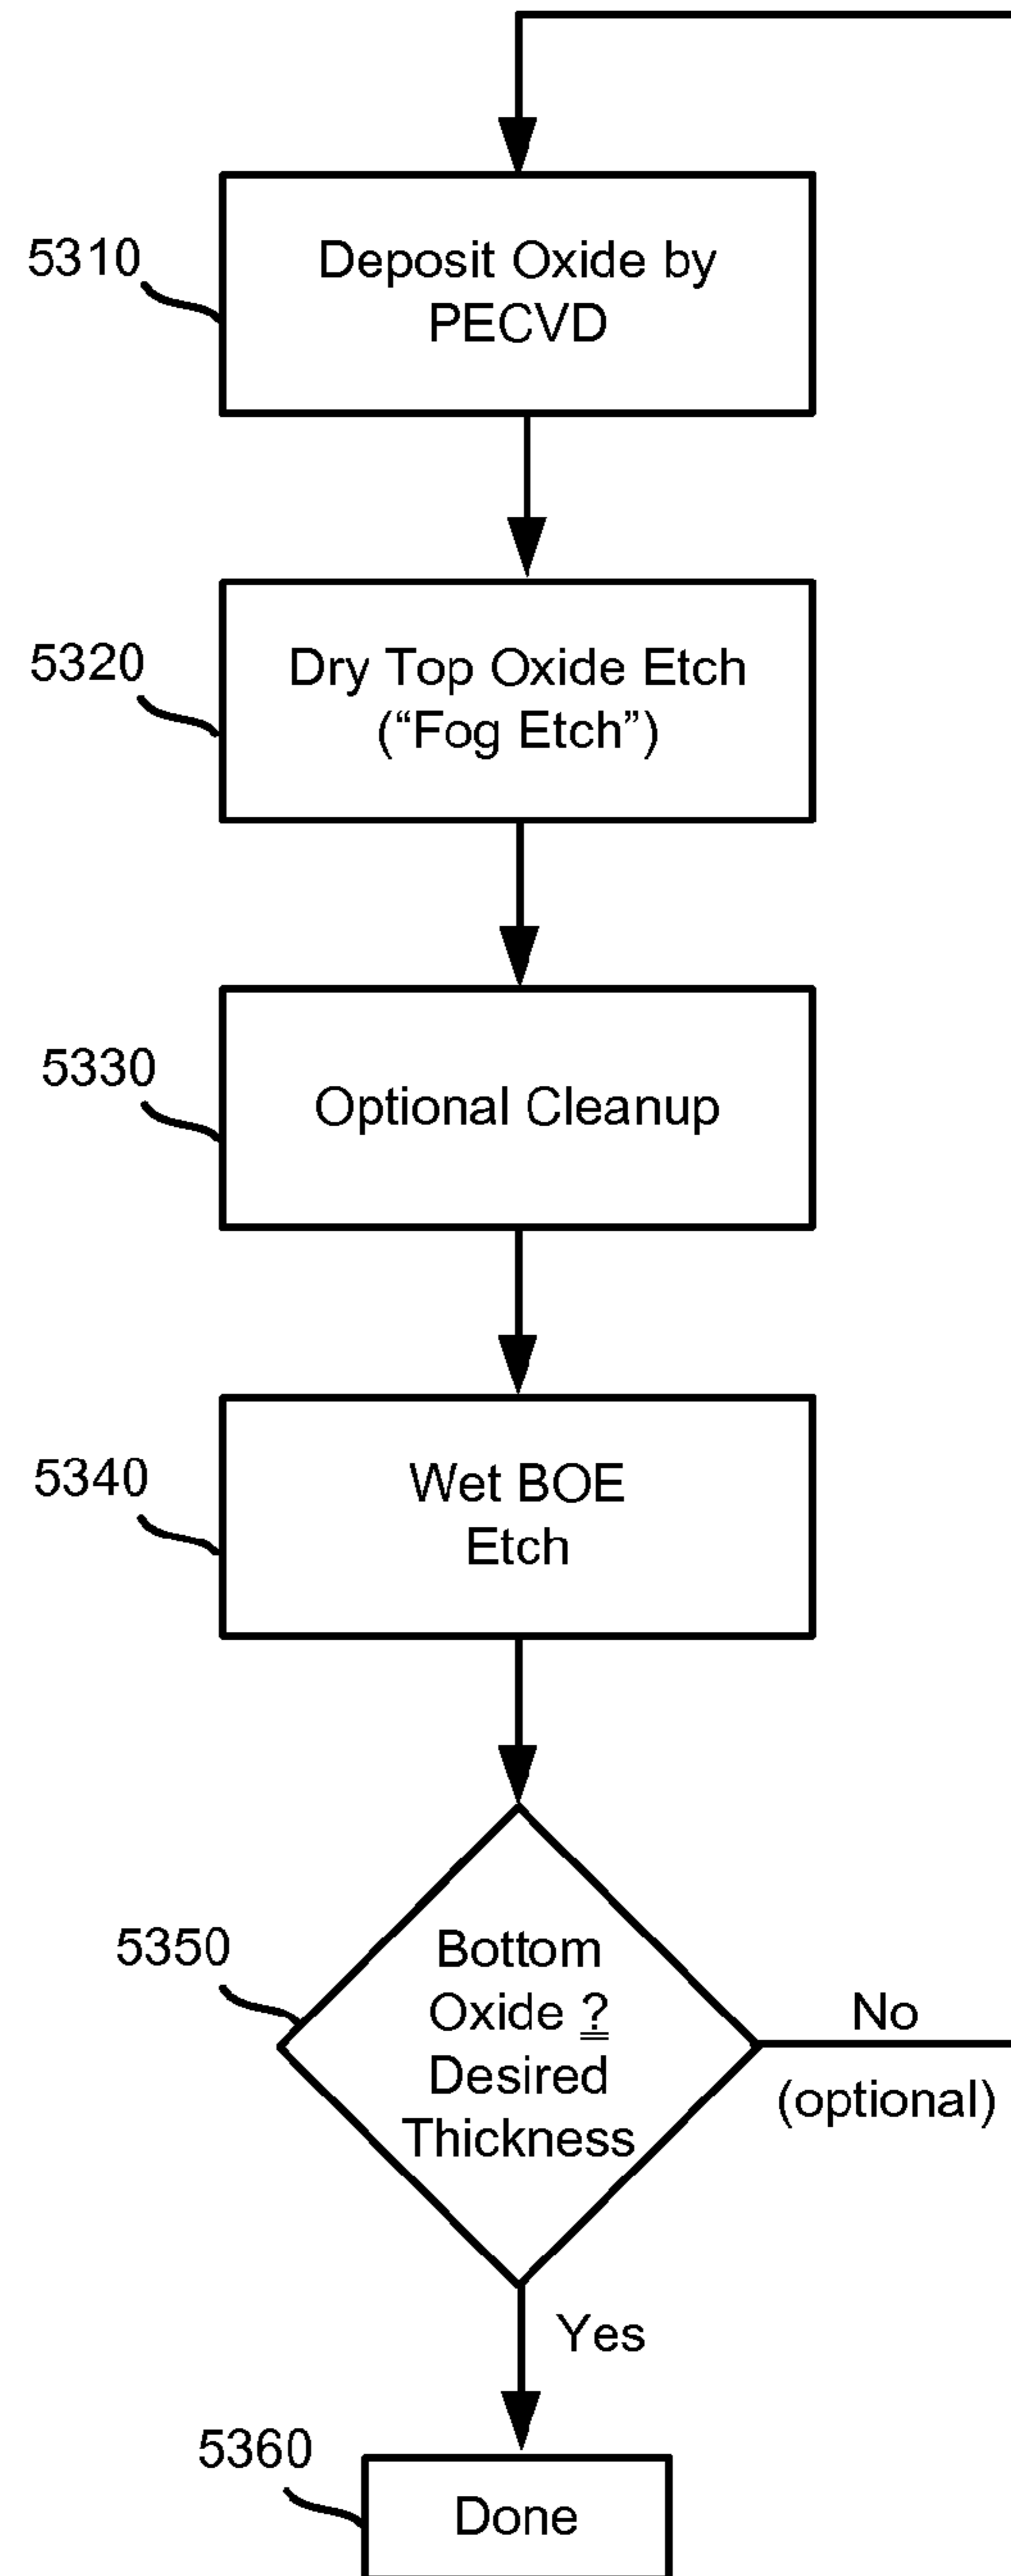 5310
Deposit Oxide by
PECVD
5320
Dry Top Oxide Etch
(“Fog Etch”)
5330
Optional Cleanup
5340
Wet BOE
Etch
5350
Bottom
Oxide ?
Desired
Thickness
No
(optional)
Yes
5360
Done